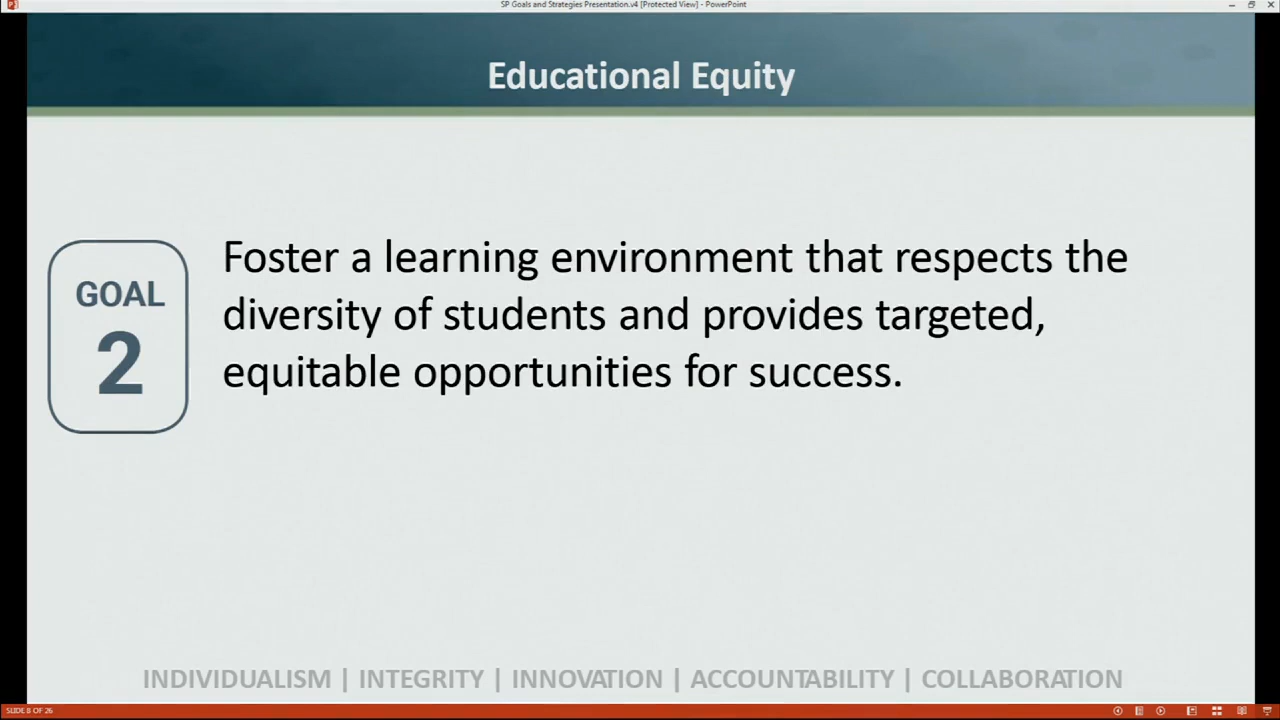 SP Goals and Strategies Presentation.v4 [Protected View] - PowerPoint
Educational Equity
GOAL
2
Foster a learning environment that respects the
diversity of students and provides targeted,
equitable opportunities for success.
INDIVIDUALISM | INTEGRITY | INNOVATION | ACCOUNTABILITY | COLLABORATION
SLIDE 8 OF 26